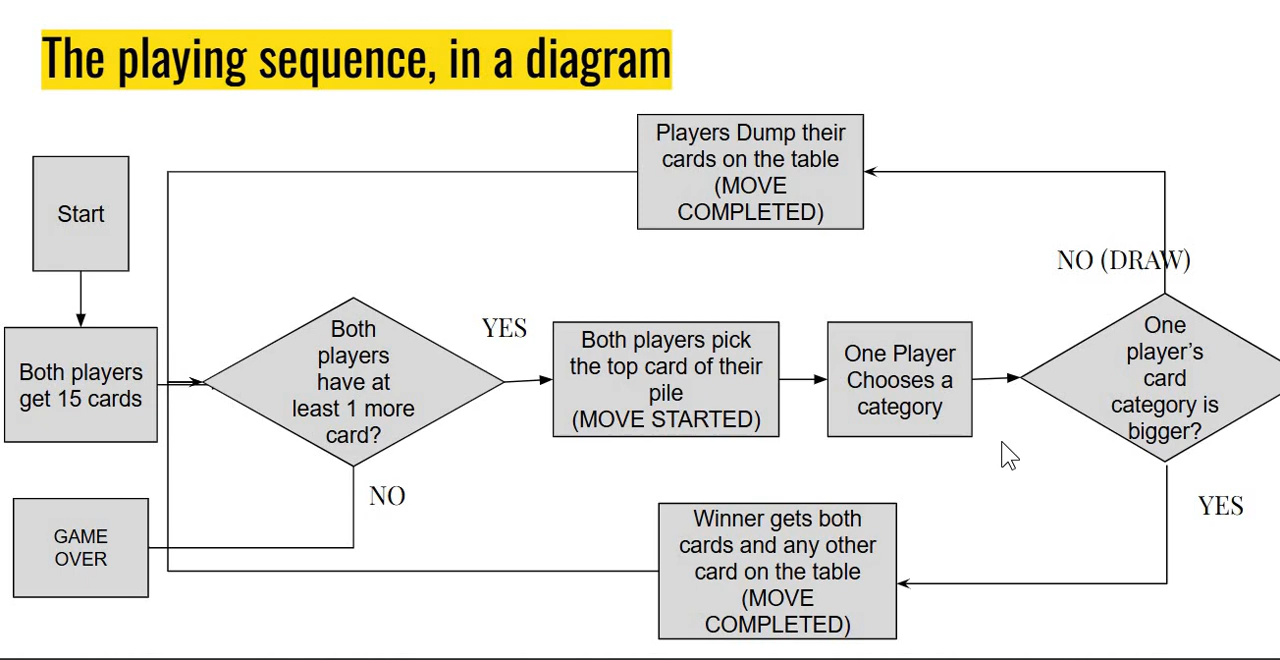 The playing sequence, in a diagram
Players Dump their
cards on the table
(MOVE
COMPLETED)
Start
NO (DRAW)
Both players
get 15 cards
Both
players
have at
least 1 more
card?
YES
Both players pick
the top card of their
pile
(MOVE STARTED)
One Player
Chooses a
category
One
player’s
card
category is
bigger?
NO
YES
GAME
OVER
Winner gets both
cards and any other
card on the table
(MOVE
COMPLETED)